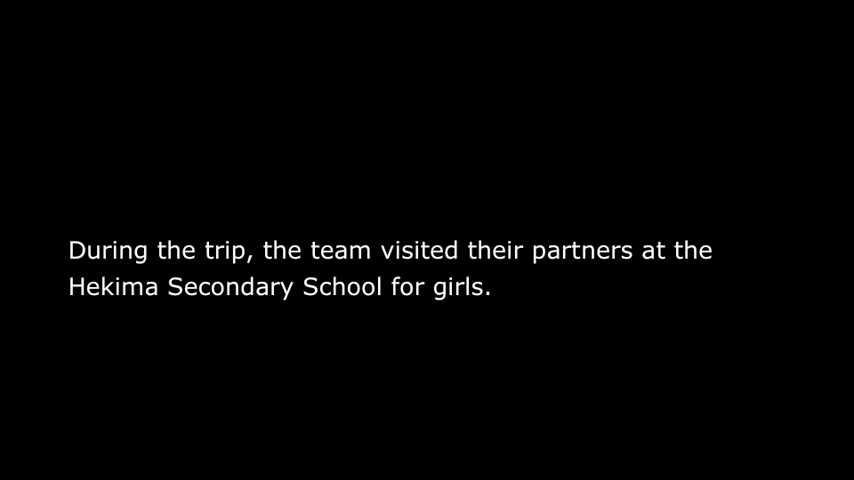 During the trip, the team visited their partners at the
Hekima Secondary School for girls.